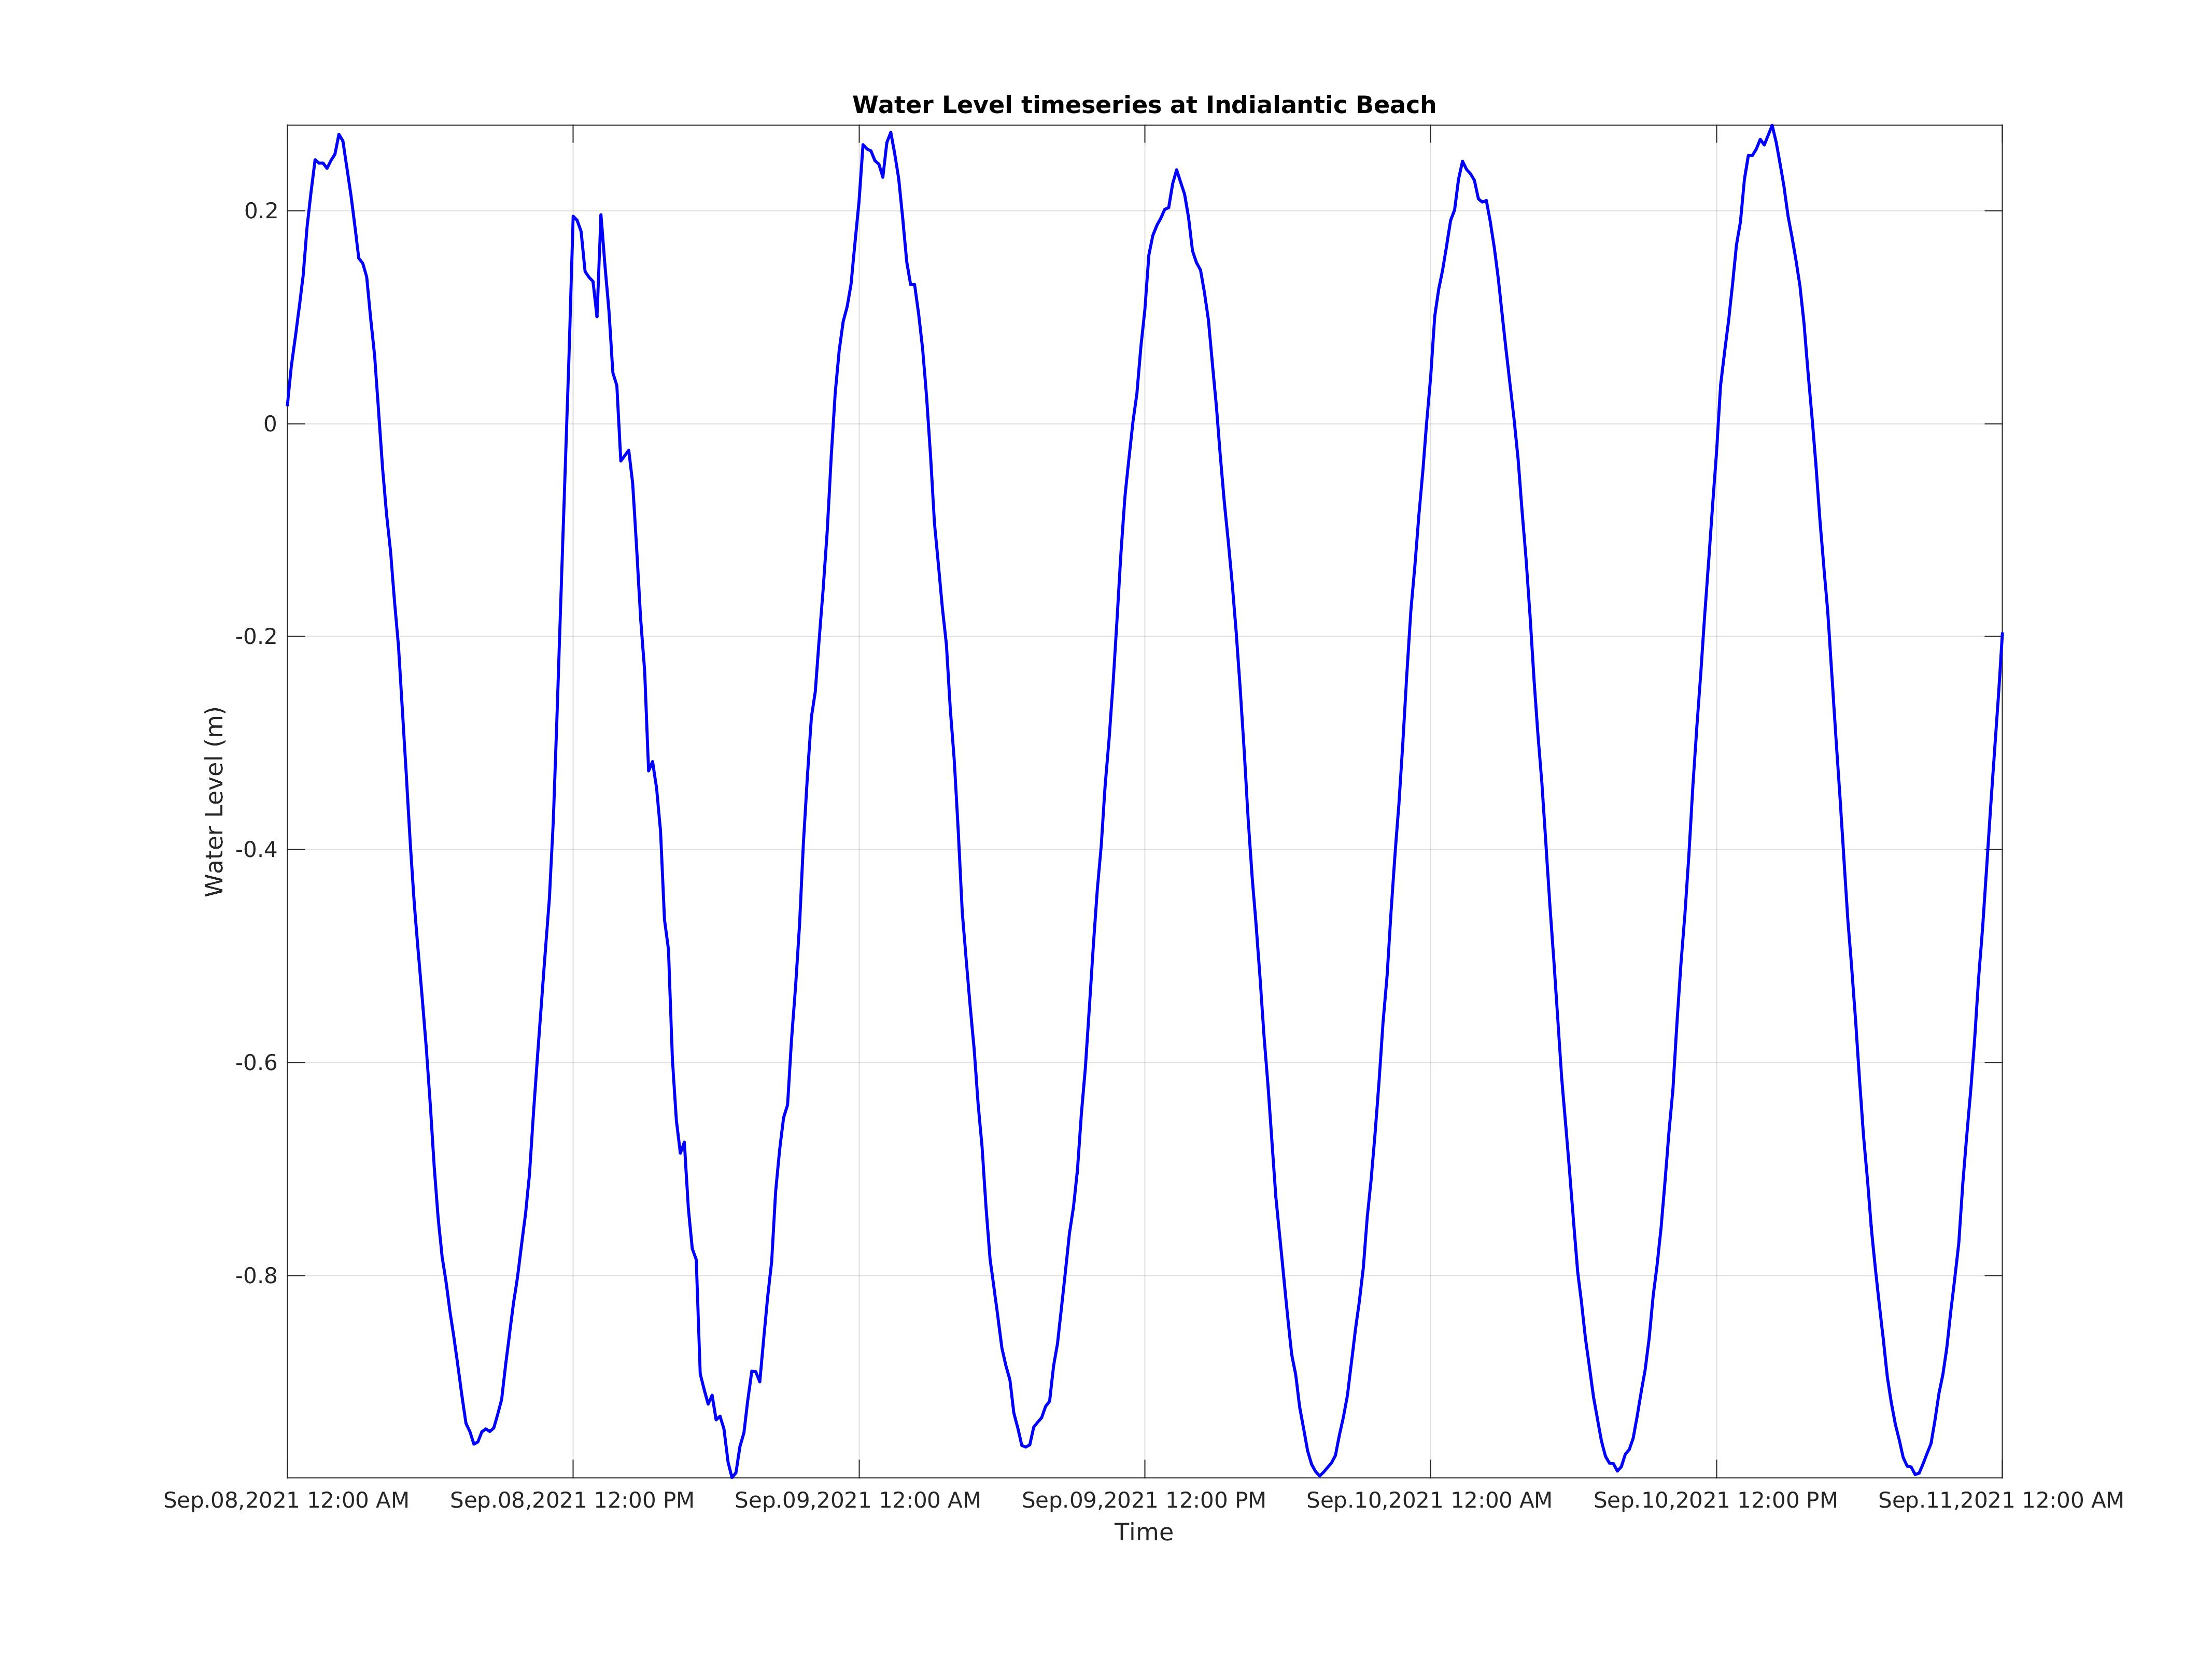 Water Level timeseries at Indialantic Beach
0.2
0
-0.2
-0.4
-0.6
-0.8
Water Level (m)
Sep.08,2021 12:00 AM
Sep.08,2021 12:00 PM
Sep.09,2021 12:00 AM
Sep.09,2021 12:00 PM
Sep.10,2021 12:00 AM
Sep.10,2021 12:00 PM
Sep.11,2021 12:00 AM
Time